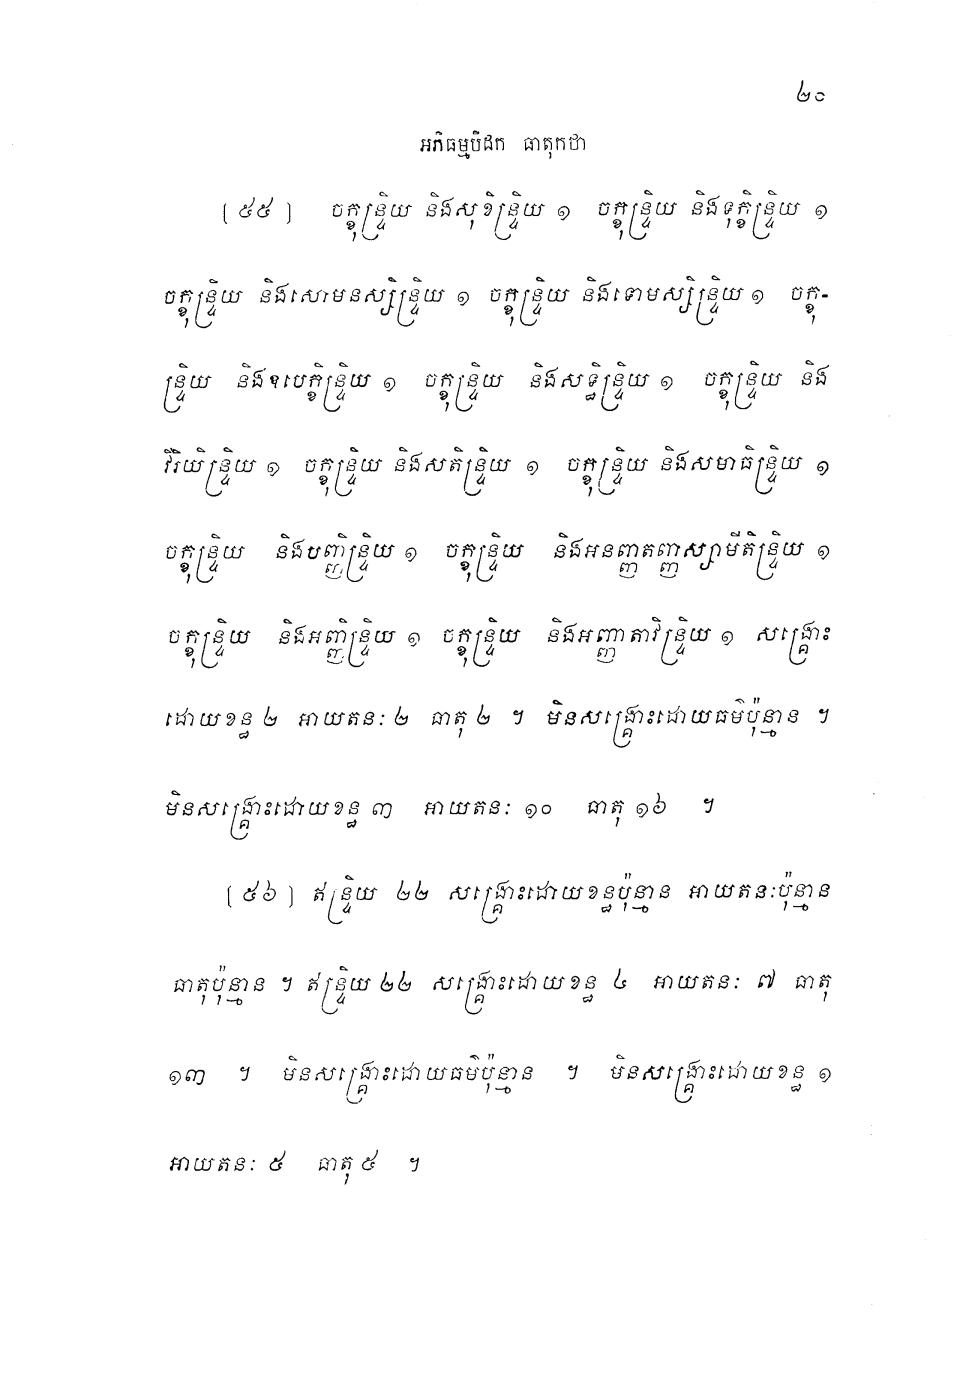 ២០
អភិធម្មបិដក ធាតុកថា
[ ៥៥ ] ចក្ខុន្ទ្រិយ និងសុខិន្ទ្រិយ ១ ចក្ខុន្ទ្រិយ និងទុក្ខិន្ទ្រិយ ១
ចក្ខុន្ទ្រិយ និងសោមនស្សិន្ទ្រិយ ១ ចក្ខុន្ទ្រិយ និងទោមស្សិន្ទ្រិយ ១ ចក្ខុ-
ន្ទ្រិយ និងឧបេក្ខិន្ទ្រិយ ១ ចក្ខុន្ទ្រិយ និងសទ្ធិន្ទ្រិយ ១ ចក្ខុន្ទ្រិយ និង
វីរិយិន្ទ្រិយ ១ ចក្ខុន្ទ្រិយ និងសតិន្ទ្រិយ ១ ចក្ខុន្ទ្រិយ និងសមាធិន្ទ្រិយ ១
ចក្ខុន្ទ្រិយ និងបញ្ញិន្ទ្រិយ ១ ចក្ខុន្ទ្រិយ និងអនញ្ញតញ្ញស្សាមីតិន្ទ្រិយ ១
ចក្ខុន្ទ្រិយ និងអញ្ញិន្ទ្រិយ ១ ចក្ខុន្ទ្រិយ និងអញ្ញាតាវិន្ទ្រិយ ១ សង្គ្រោះ
ដោយខន្ធ ២ អាយតនៈ ២ ធាតុ ២ ។ មិនសង្គ្រោះដោយធម៌ប៉ុន្មាន ។
មិនសង្គ្រោះដោយខន្ធ ៣ អាយតនៈ ១០ ធាតុ ១៦ ។
[ ៥៦ ] ឥន្ទ្រិយ ២២ សង្គ្រោះដោយខន្ធប៉ុន្មាន អាយតនៈប៉ុន្មាន
ធាតុប៉ុន្មាន ។ ឥន្ទ្រិយ ២២ សង្គ្រោះដោយខន្ធ ៤ អាយតនៈ ៧ ធាតុ
១៣ ។ មិនសង្គ្រោះដោយធម៌ប៉ុន្មាន ។ មិនសង្គ្រោះដោយខន្ធ ១
អាយតនៈ ៥ ធាតុ ៥ ។